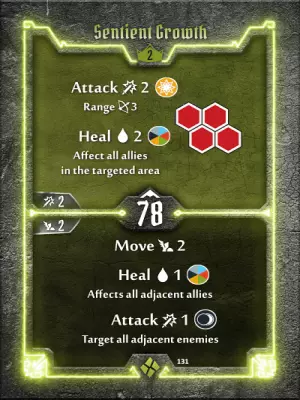 Sentient Growth
2
Attack 2
Range 3
Heal 2
Affect all allies
in the targeted area
2
78
2
Move 2
Heal 1
Affects all adjacent allies
Attack 1
Target all adjacent enemies
131